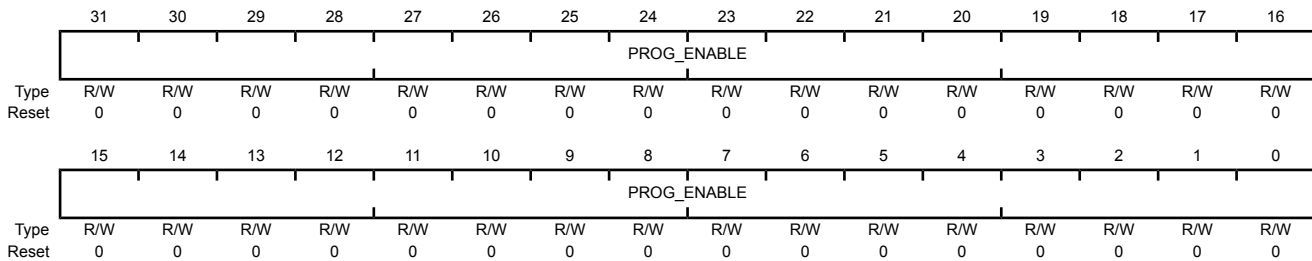 31 30 29 28 27 26 25 24 23 22 21 20 19 18 17 16
PROG_ENABLE
Type R/W R/W R/W R/W R/W R/W R/W R/W R/W R/W R/W R/W R/W R/W R/W R/W
Reset 0 0 0 0 0 0 0 0 0 0 0 0 0 0 0 0
15 14 13 12 11 10 9 8 7 6 5 4 3 2 1 0
PROG_ENABLE
Type R/W R/W R/W R/W R/W R/W R/W R/W R/W R/W R/W R/W R/W R/W R/W R/W
Reset 0 0 0 0 0 0 0 0 0 0 0 0 0 0 0 0